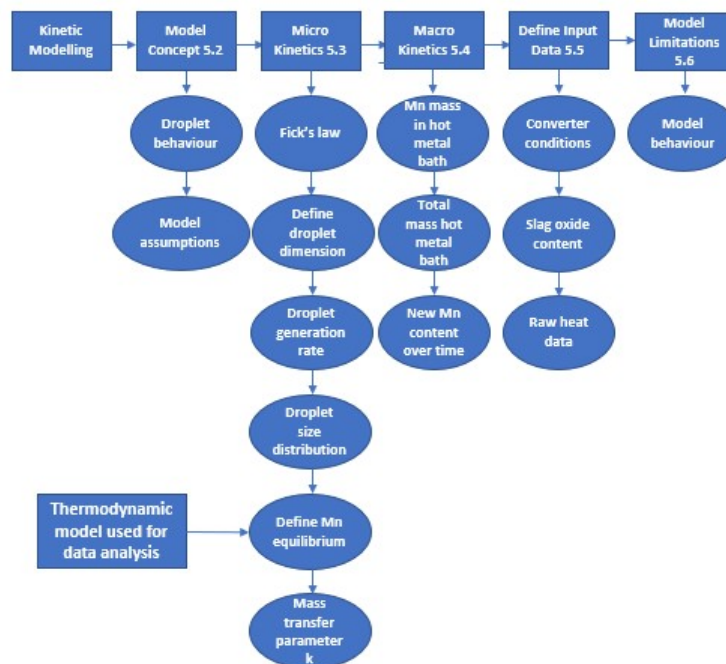 Kinetic
Modelling
Model
Concept 5.2
Micro
Kinetics 5.3
Macro
Kinetics 5.4
Define Input
Data 5.5
Model
Limitations
5.6
Droplet
behaviour
Model
assumptions
Fick's law
Define
droplet
dimension
Droplet
generation
rate
Droplet
size
distribution
Thermodynamic
model used for
data analysis
Define Mn
equilibrium
Mass
transfer
parameter
k
Mn mass
in hot
metal
bath
Total
mass hot
metal
bath
New Mn
content
over time
Converter
conditions
Slag oxide
content
Raw heat
data
Model
behaviour